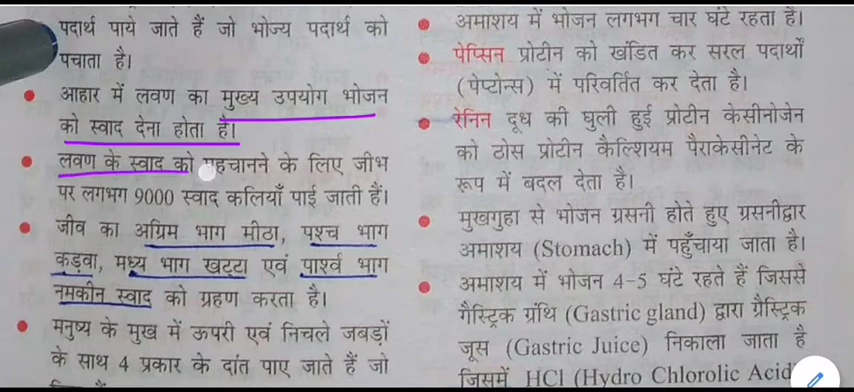 पदार्थ पाये जाते हैं जो भोज्य पदार्थ को
पचाता है।
आहार में लवण का मुख्य उपयोग भोजन
को स्वाद देना होता है।
लवण के स्वाद को पहचानने के लिए जीभ
पर लगभग 9000 स्वाद कलियाँ पाई जाती हैं।
जीव का अग्रिम भाग मीठा, पश्च भाग
कड़वा, मध्य भाग खट्टा एवं पार्श्व भाग
नमकीन स्वाद को ग्रहण करता है।
मनुष्य के मुख में ऊपरी एवं निचले जबड़ों
के साथ 4 प्रकार के दांत पाए जाते हैं जो
अमाशय में भोजन लगभग चार घंटे रहता है।
पेप्सिन प्रोटीन को खंडित कर सरल पदार्थों
(पेप्टोन्स) में परिवर्तित कर देता है।
रेनिन दूध की घुली हुई प्रोटीन केसीनोजेन
को ठोस प्रोटीन कैल्शियम पैराकेसीनेट के
रूप में बदल देता है।
मुखगुहा से भोजन ग्रसनी होते हुए ग्रसनीद्वार
अमाशय (Stomach) में पहुँचाया जाता है।
अमाशय में भोजन 4-5 घंटे रहते हैं जिससे
गैस्ट्रिक ग्रंथि (Gastric gland) द्वारा ग्रैस्ट्रिक
जूस (Gastric Juice) निकाला जाता है
जिसमें HCl (Hydro Chlorolic Acid)